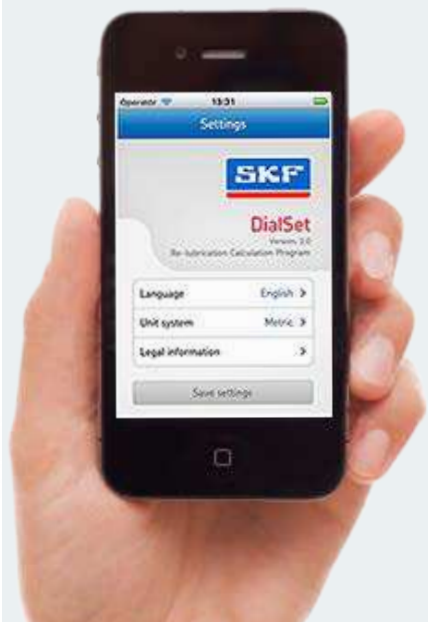 Operator 13:31
Settings
SKF
DialSet
Version 3.0
Re-lubrication Calculation Program
Language English
Unit system Metric
Legal information
Save settings